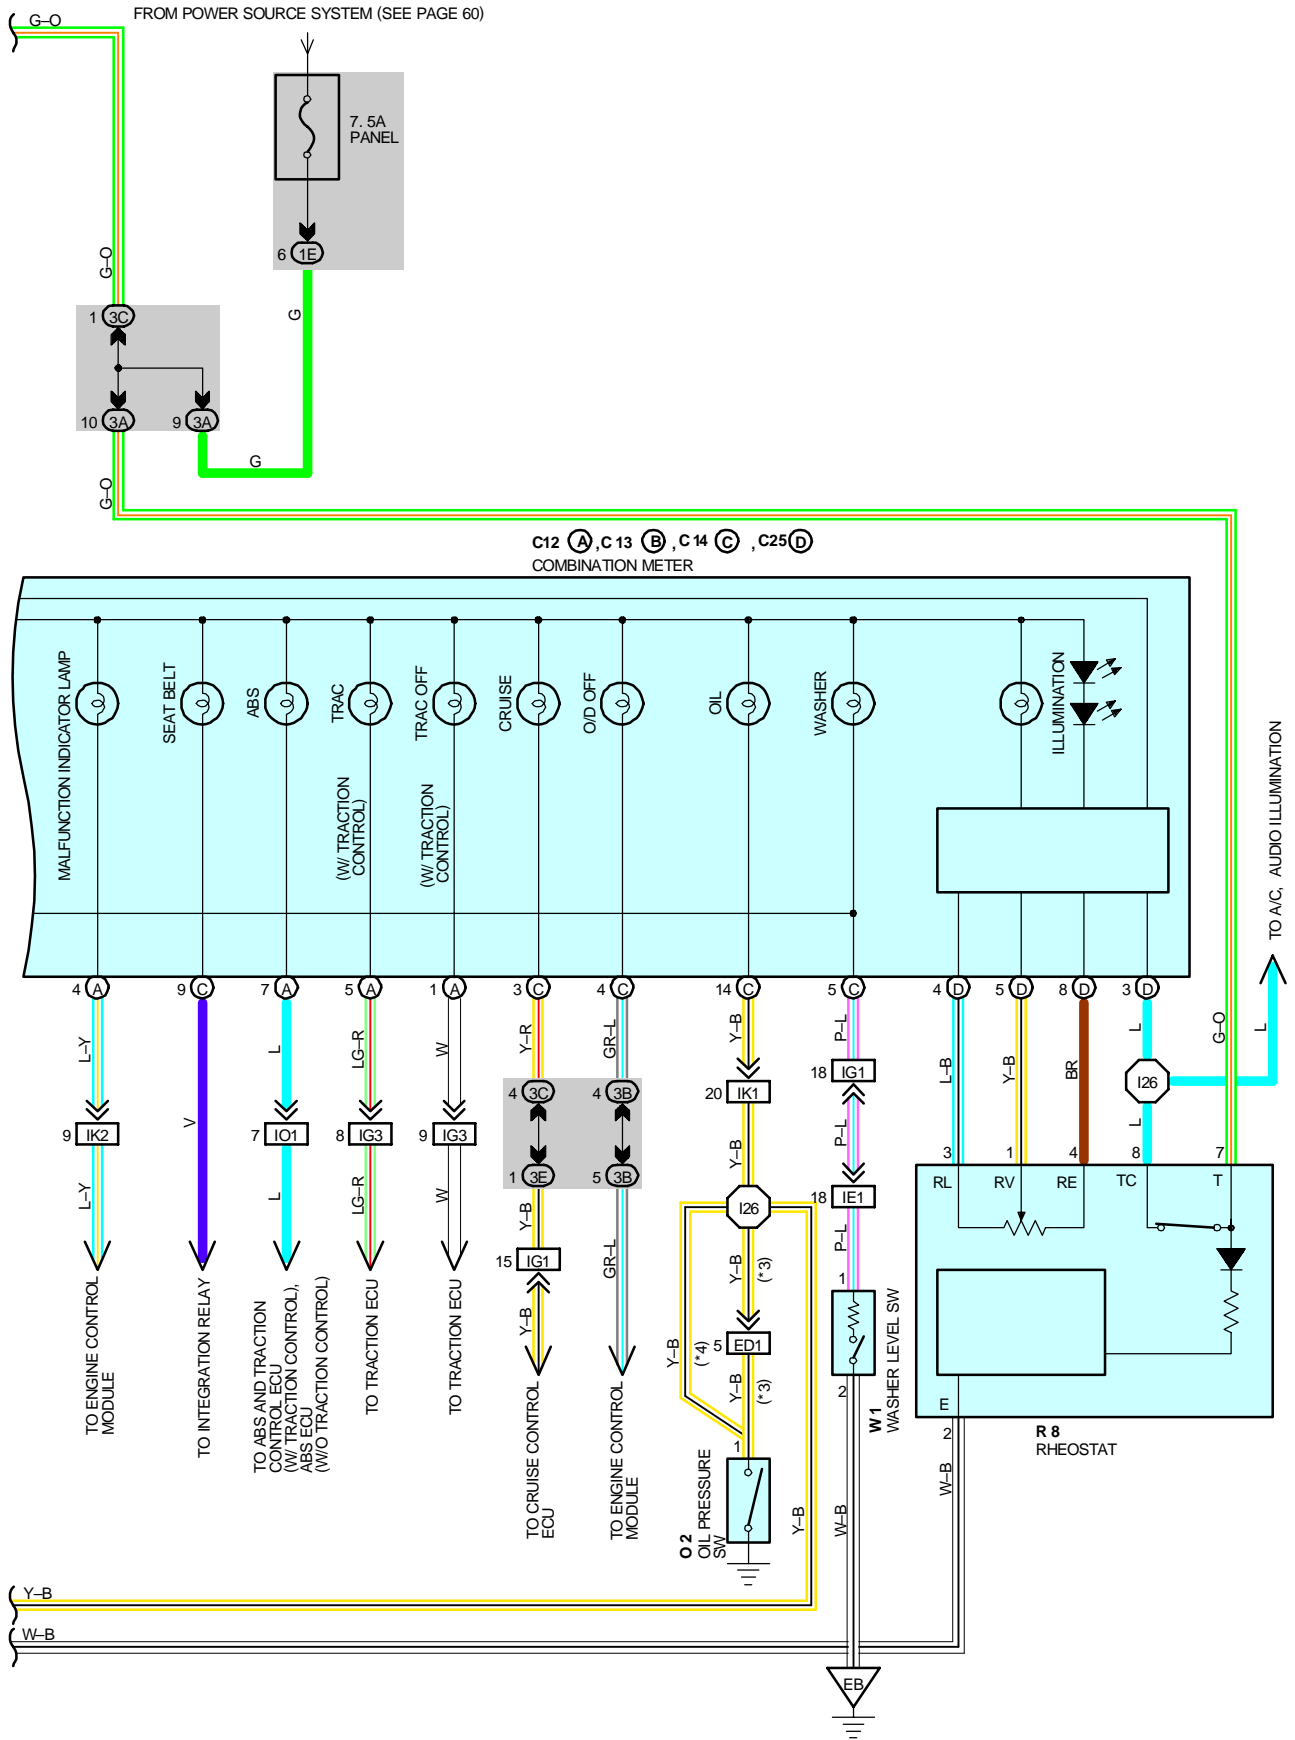 FROM POWER SOURCE SYSTEM (SEE PAGE 60)
G–O
7. 5A
PANEL
6 1E
G–O
G
1 3C
10 3A
9 3A
G
G–O
C12 A , C 13 B , C 14 C , C25 D
COMBINATION METER
MALFUNCTION INDICATOR LAMP
SEAT BELT
ABS
TRAC
(W/ TRACTION
CONTROL)
TRAC OFF
(W/ TRACTION
CONTROL)
CRUISE
O/D OFF
OIL
WASHER
ILLUMINATION
TO A/C, AUDIO ILLUMINATION
4 A
9 C
7 A
5 A
1 A
3 C
4 C
14 C
5 C
4 D
5 D
8 D
3 D
L–Y
V
L
LG–R
W
Y–R
GR–L
Y–B
P–L
L–B
Y–B
BR
L
G–O
L
18 IG1
I26
4 3C
4 3B
20 IK1
9 IK2
7 IO1
8 IG3
9 IG3
P–L
L
Y–B
1 3E
5 3B
3
1
4
8
7
L–Y
L
LG–R
W
18 IE1
I26
RL
RV
RE
TC
T
Y–B
GR–L
P–L
15 IG1
Y–B
(*3)
1
Y–B
5 ED1
Y–B
(*4)
Y–B
(*3)
2
1
E
2
TO ENGINE CONTROL
MODULE
TO INTEGRATION RELAY
TO ABS AND TRACTION
CONTROL ECU
(W/ TRACTION CONTROL),
ABS ECU
(W/O TRACTION CONTROL)
TO TRACTION ECU
TO TRACTION ECU
TO CRUISE CONTROL
ECU
TO ENGINE CONTROL
MODULE
O 2
OIL PRESSURE
SW
Y–B
W–B
W 1
WASHER LEVEL SW
W–B
R 8
RHEOSTAT
Y–B
W–B
EB